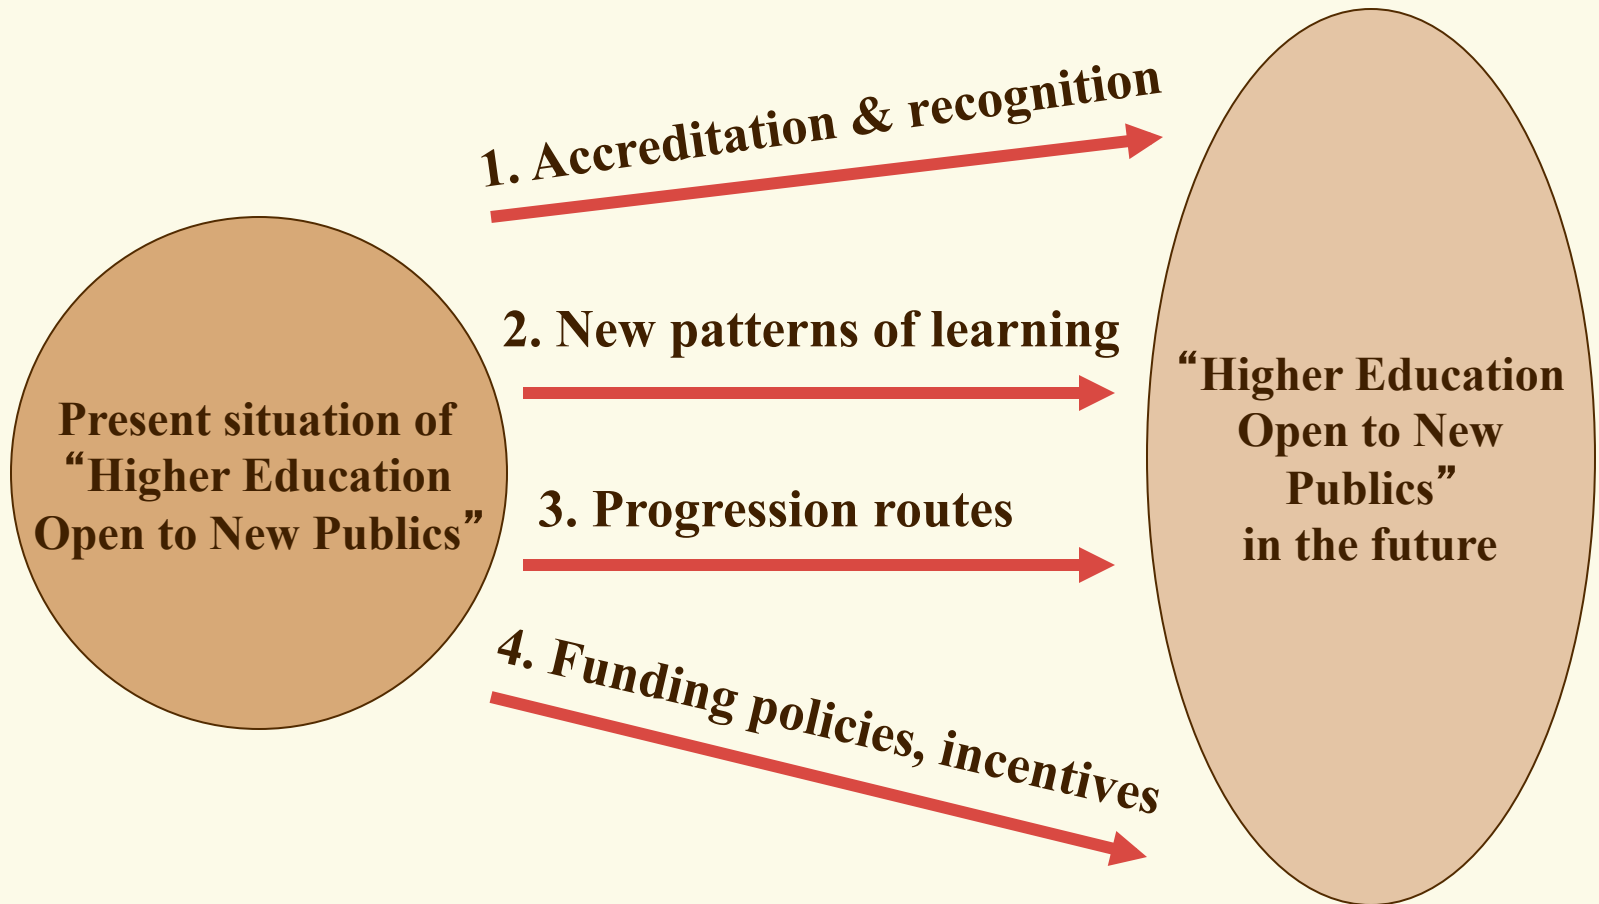 1. Accreditation & recognition
2. New patterns of learning
3. Progression routes
4. Funding policies, incentives
Present situation of
“Higher Education
Open to New Publics”
“Higher Education
Open to New
Publics”
in the future